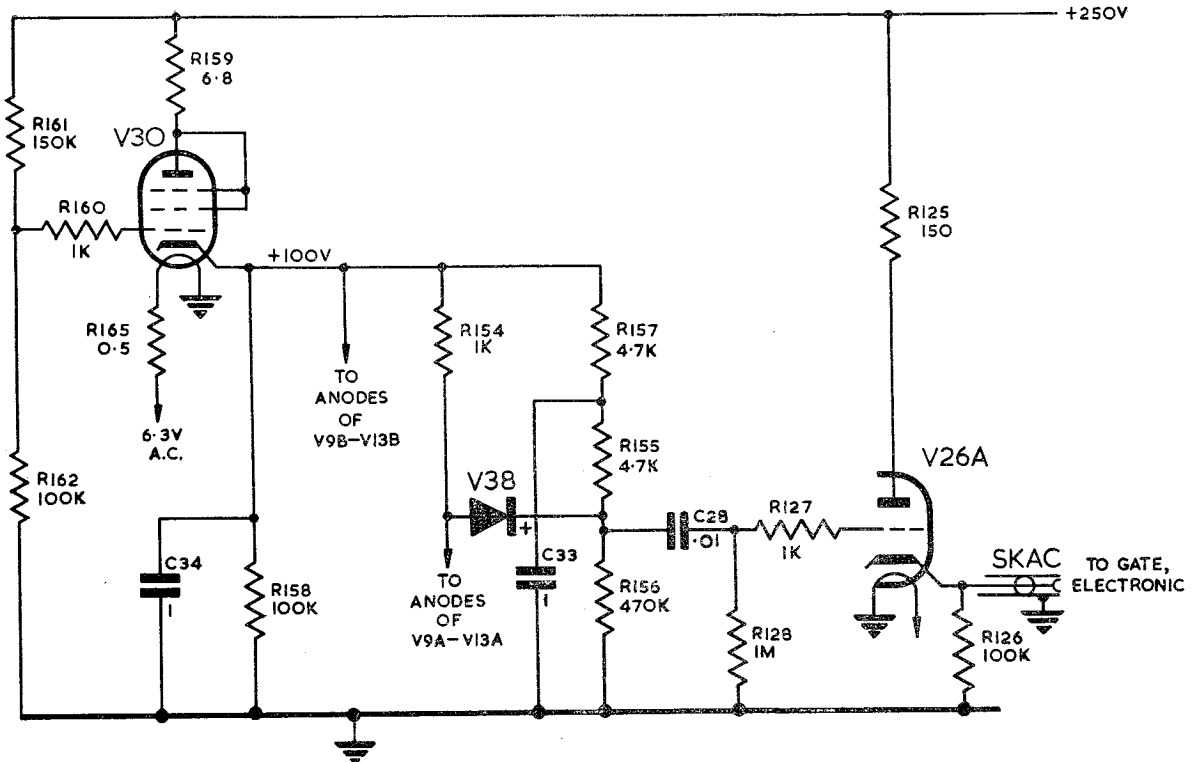 +250V
R159
6·8
R161
150K
V30
R160
1K
R125
150
+100V
R165
0·5
R154
1K
R157
4·7K
TO
ANODES
OF
V9B–V13B
6·3V
A.C.
R155
4·7K
V26A
R162
100K
V38
+
C28
·01
R127
1K
C34
1
R158
100K
TO
ANODES
OF
V9A–V13A
C33
1
R156
470K
R128
1M
SKAC
TO GATE,
ELECTRONIC
R126
100K